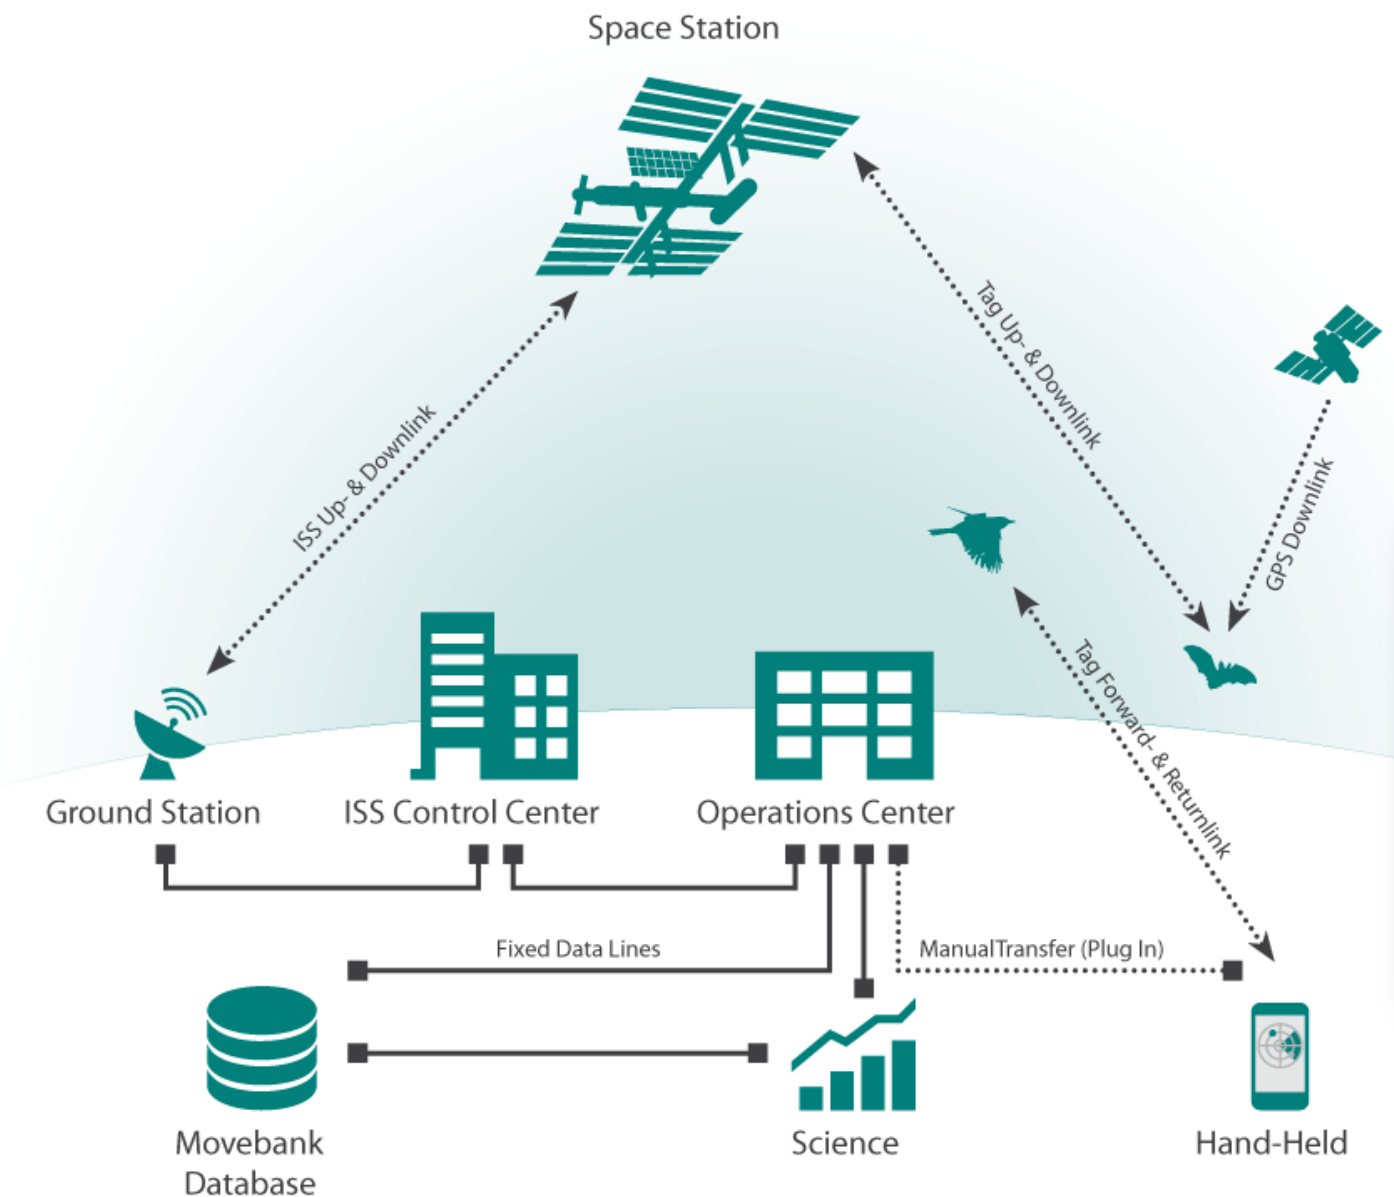 Space Station
Tag Up- & Downlink
ISS Up- & Downlink
GPS Downlink
Tag Forward- & Returnlink
Ground Station
ISS Control Center
Operations Center
Fixed Data Lines
ManualTransfer (Plug In)
Movebank
Database
Science
Hand-Held